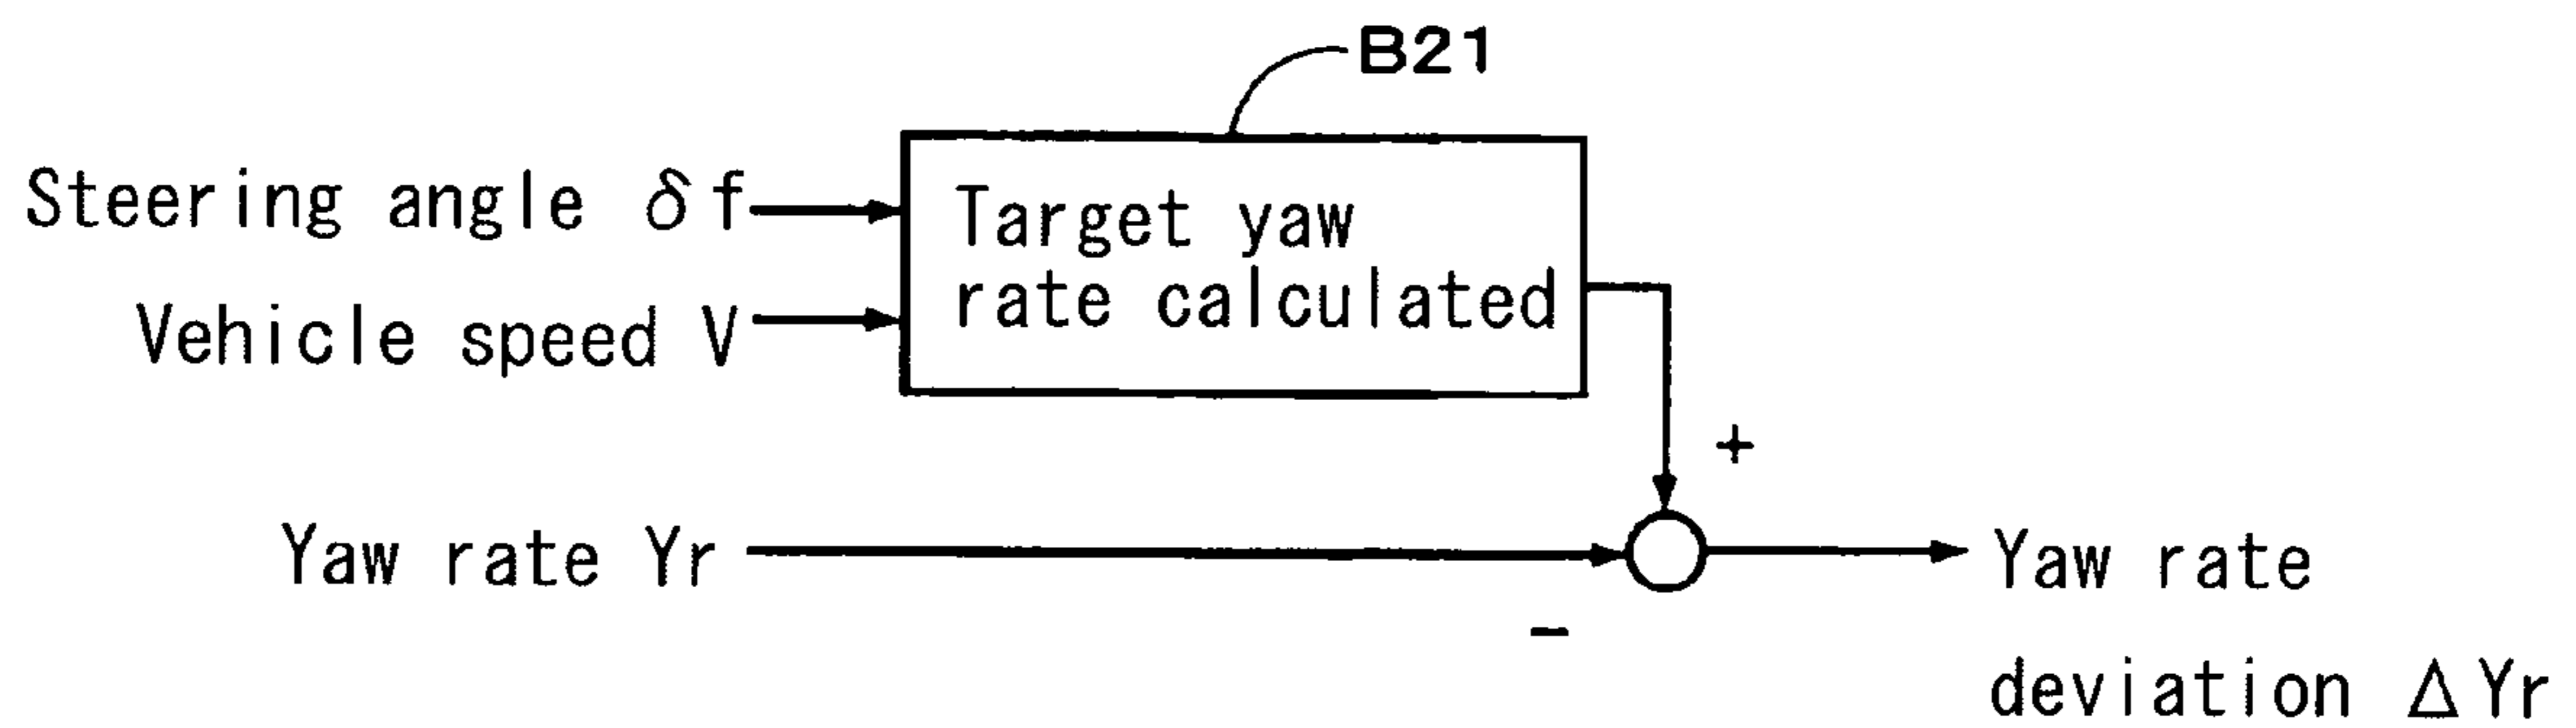 B21
Steering angle δf
Target yaw
rate calculated
Vehicle speed V
+
Yaw rate Yr
Yaw rate
-
deviation ΔYr